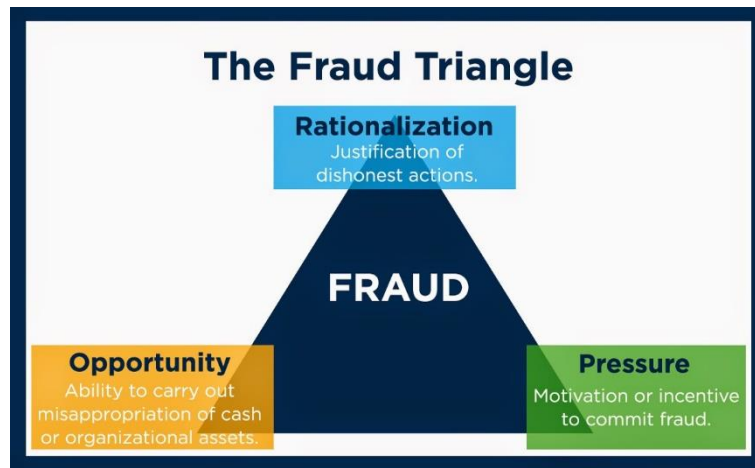 The Fraud Triangle
Rationalization
Justification of
dishonest actions.
FRAUD
Opportunity
Ability to carry out
misappropriation of cash
or organizational assets.
Pressure
Motivation or incentive
to commit fraud.